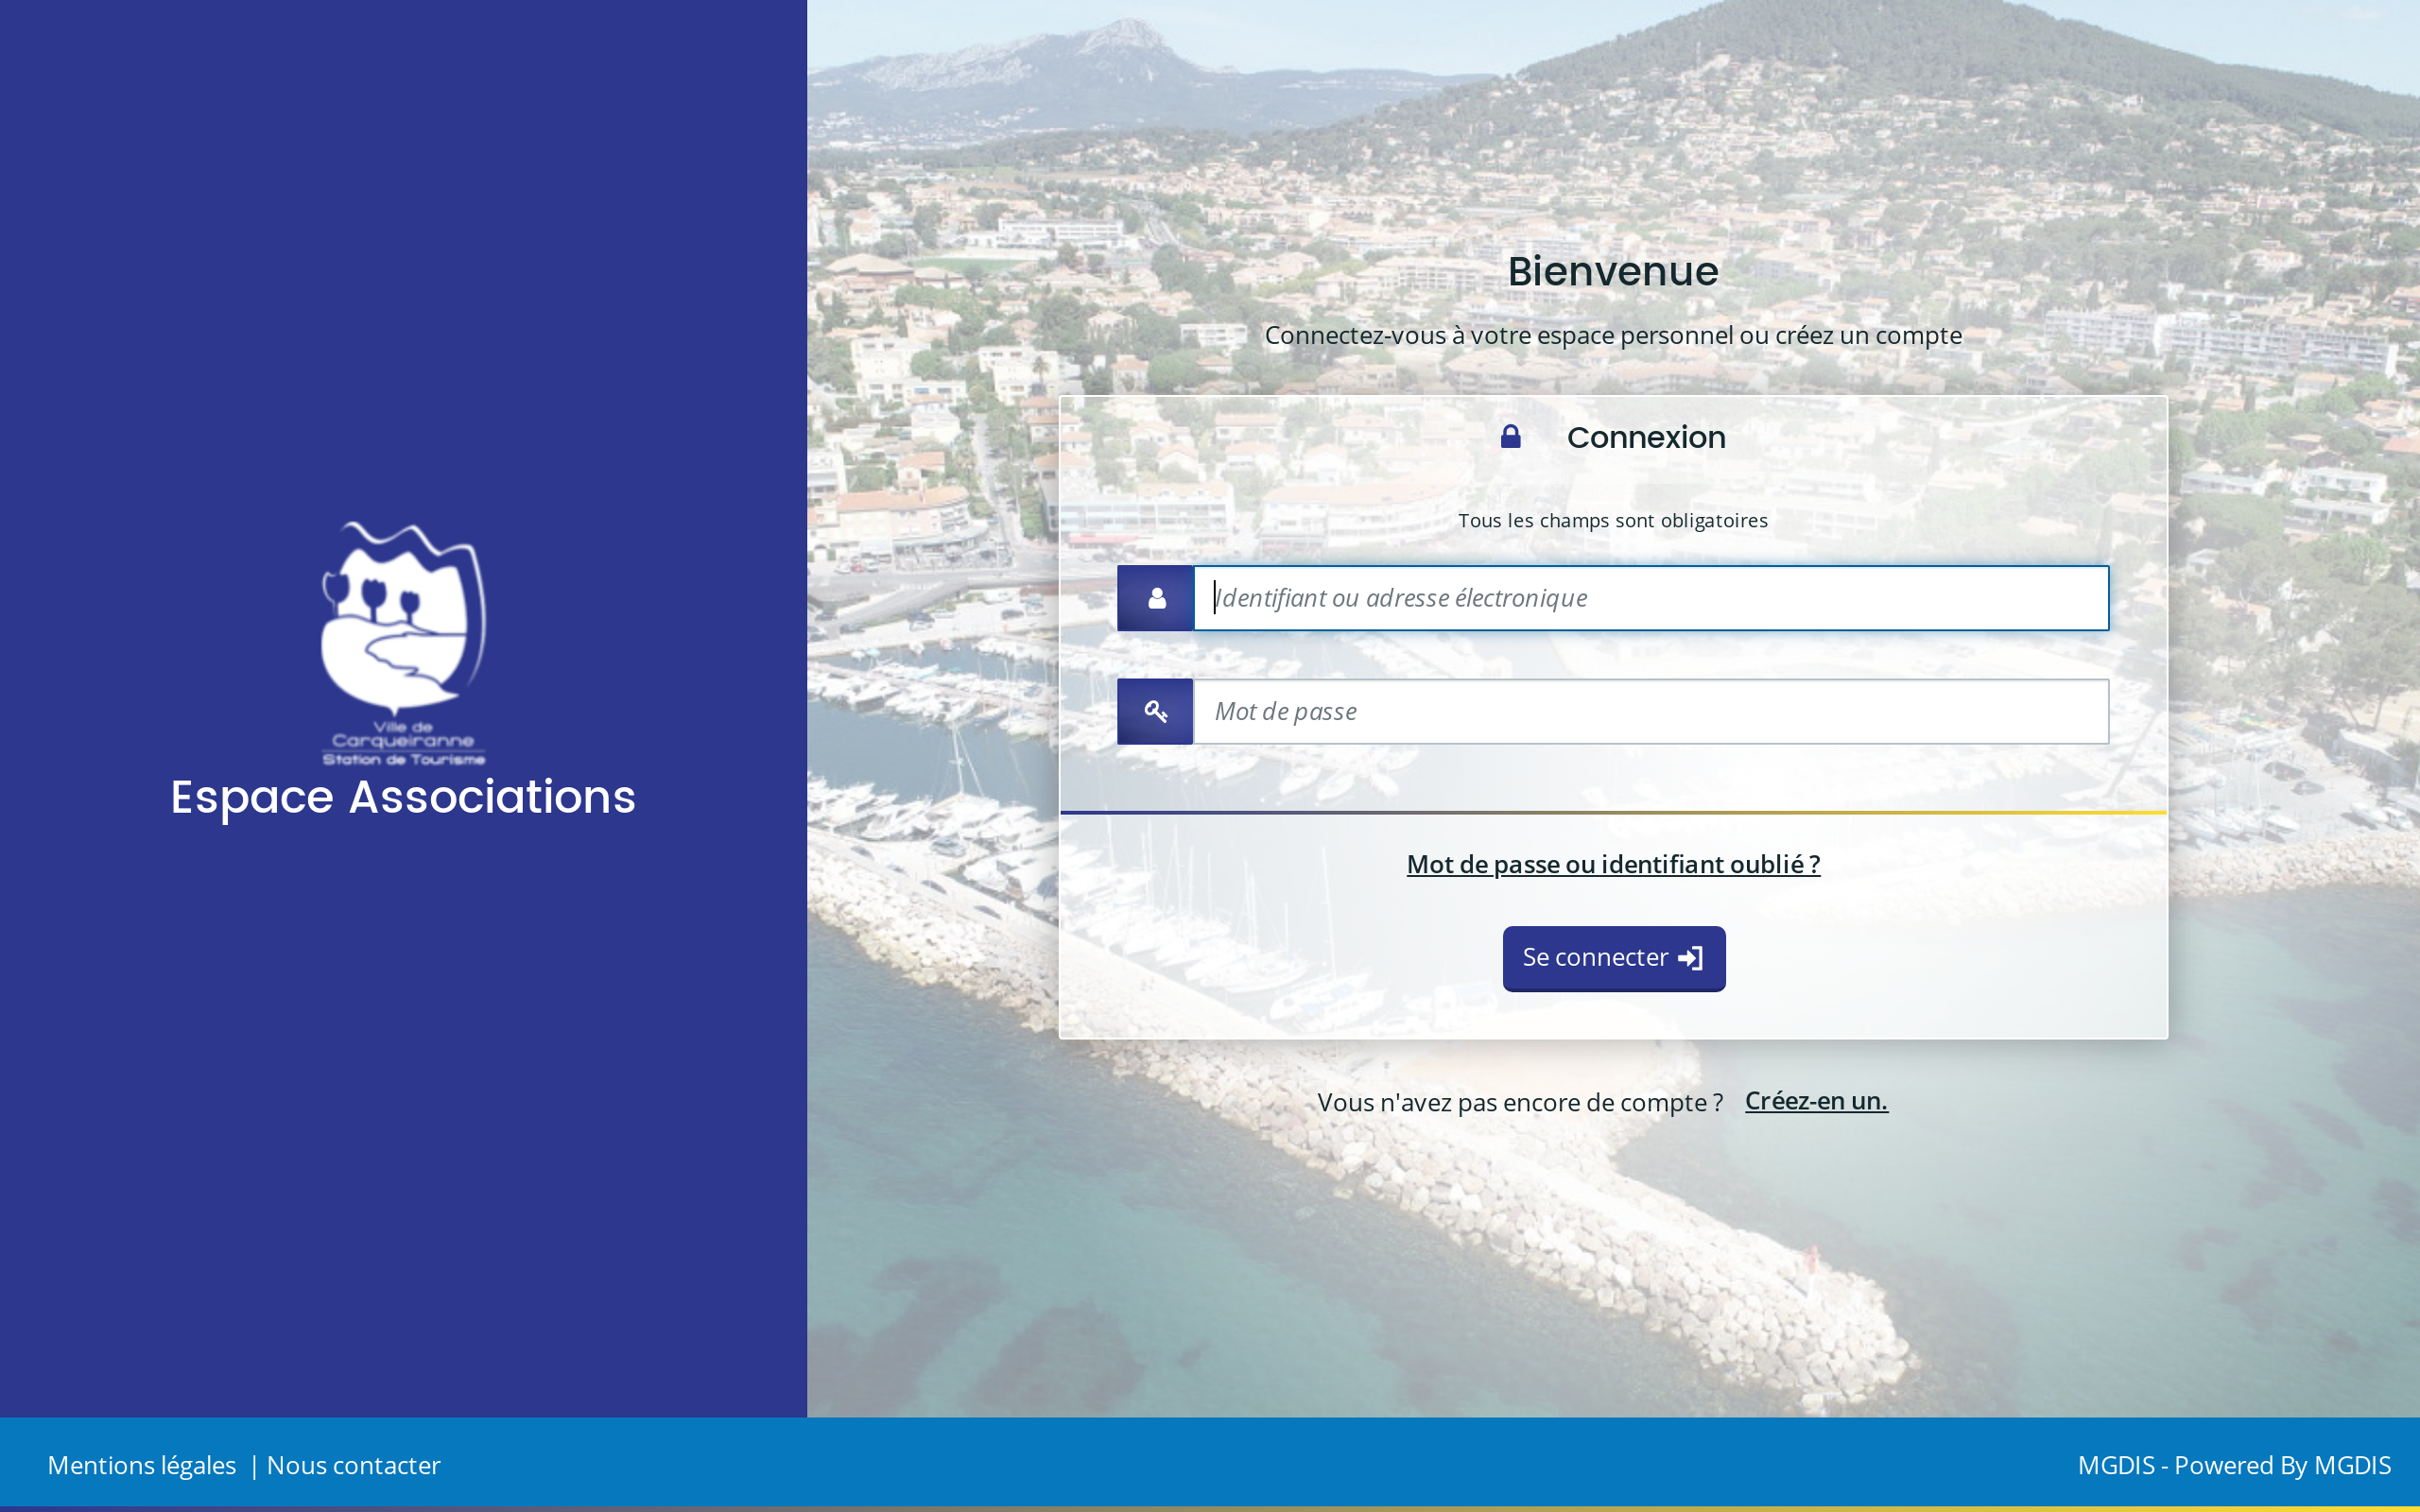 Ville de
Carqueiranne
Station de Tourisme
Espace Associations
Bienvenue
Connectez-vous à votre espace personnel ou créez un compte
Connexion
Tous les champs sont obligatoires
Identifiant ou adresse électronique
Mot de passe
Mot de passe ou identifiant oublié ?
Se connecter
Vous n'avez pas encore de compte ? Créez-en un.
Mentions légales | Nous contacter
MGDIS - Powered By MGDIS